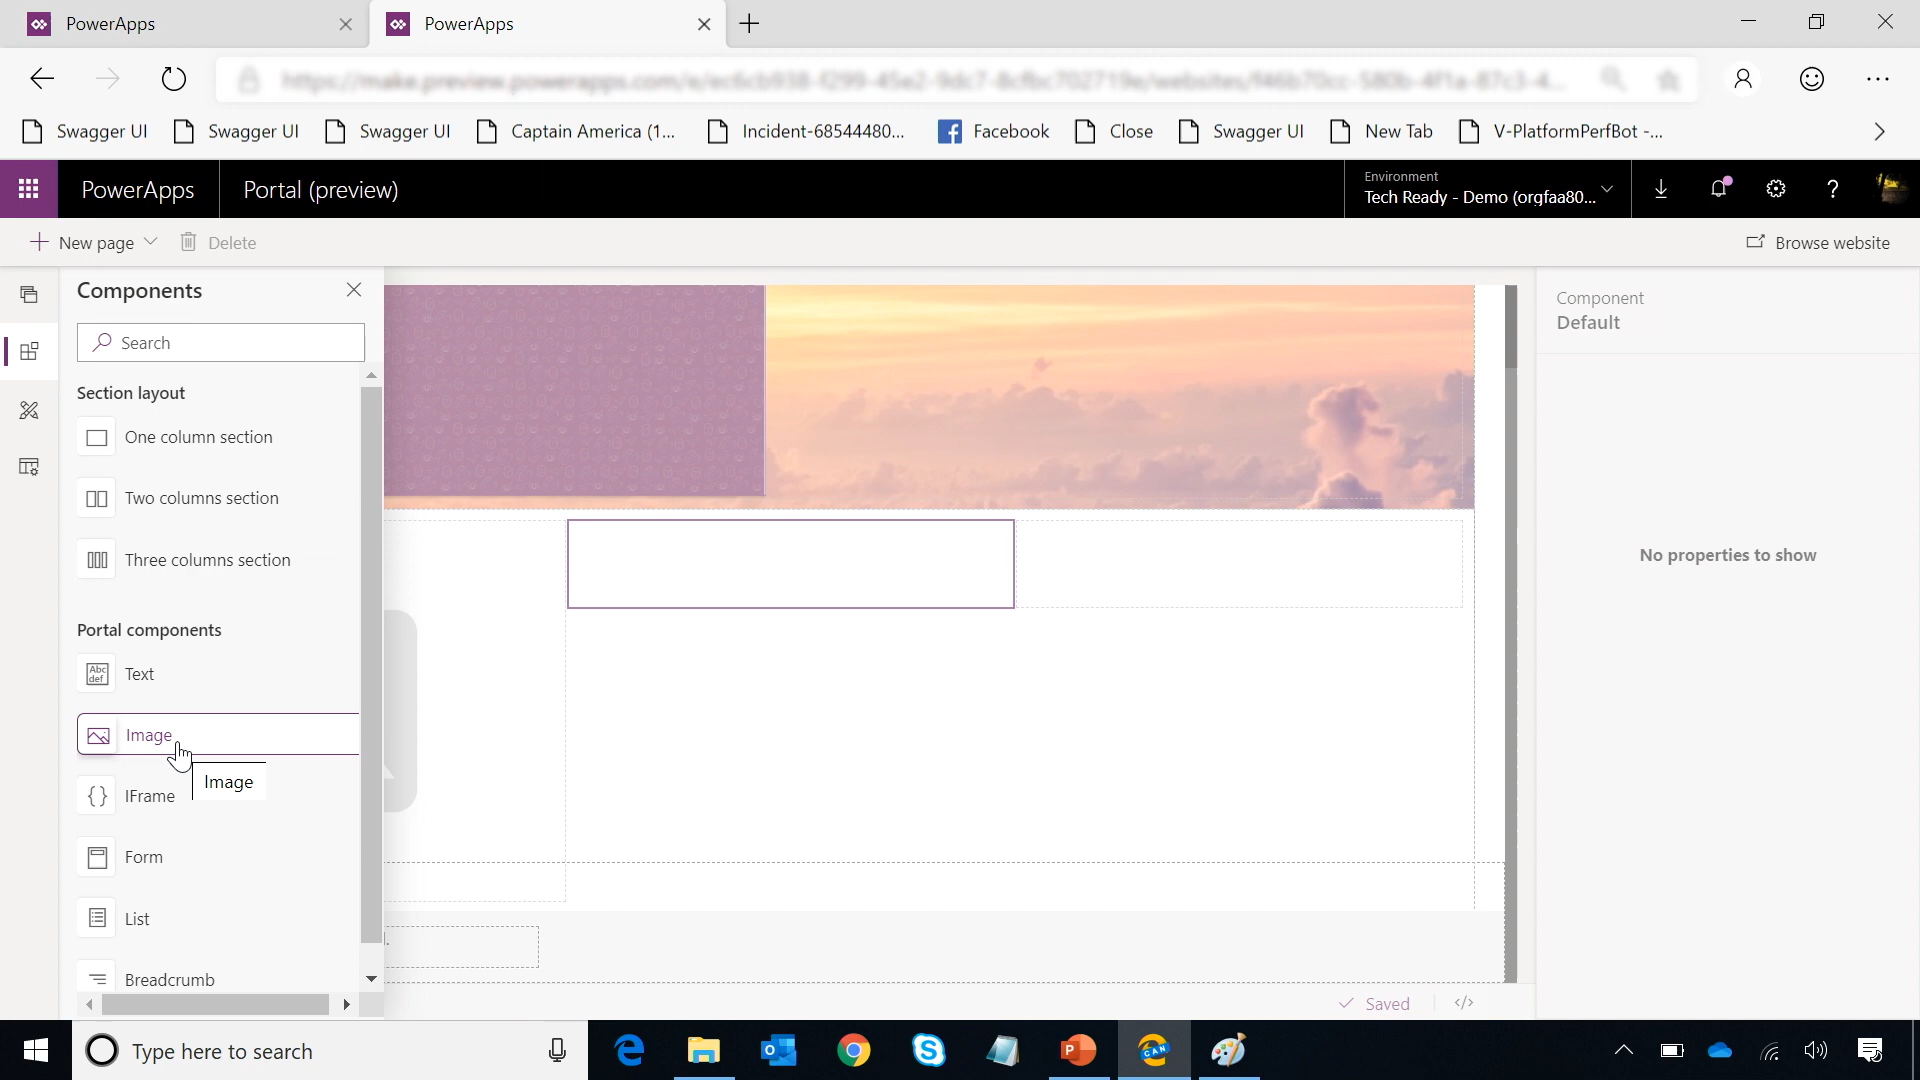 PowerApps
PowerApps
Swagger UI
Swagger UI
Swagger UI
Captain America (1...
Incident-68544480...
Facebook
Close
Swagger UI
New Tab
V-PlatformPerfBot -...
PowerApps
Portal (preview)
Environment
Tech Ready - Demo (orgfaa80...
New page
Delete
Browse website
Components
Search
Section layout
One column section
Two columns section
Three columns section
Portal components
Abc
def
Text
Image
Image
IFrame
Form
List
Breadcrumb
Component
Default
No properties to show
Saved
</>
Type here to search
CAN